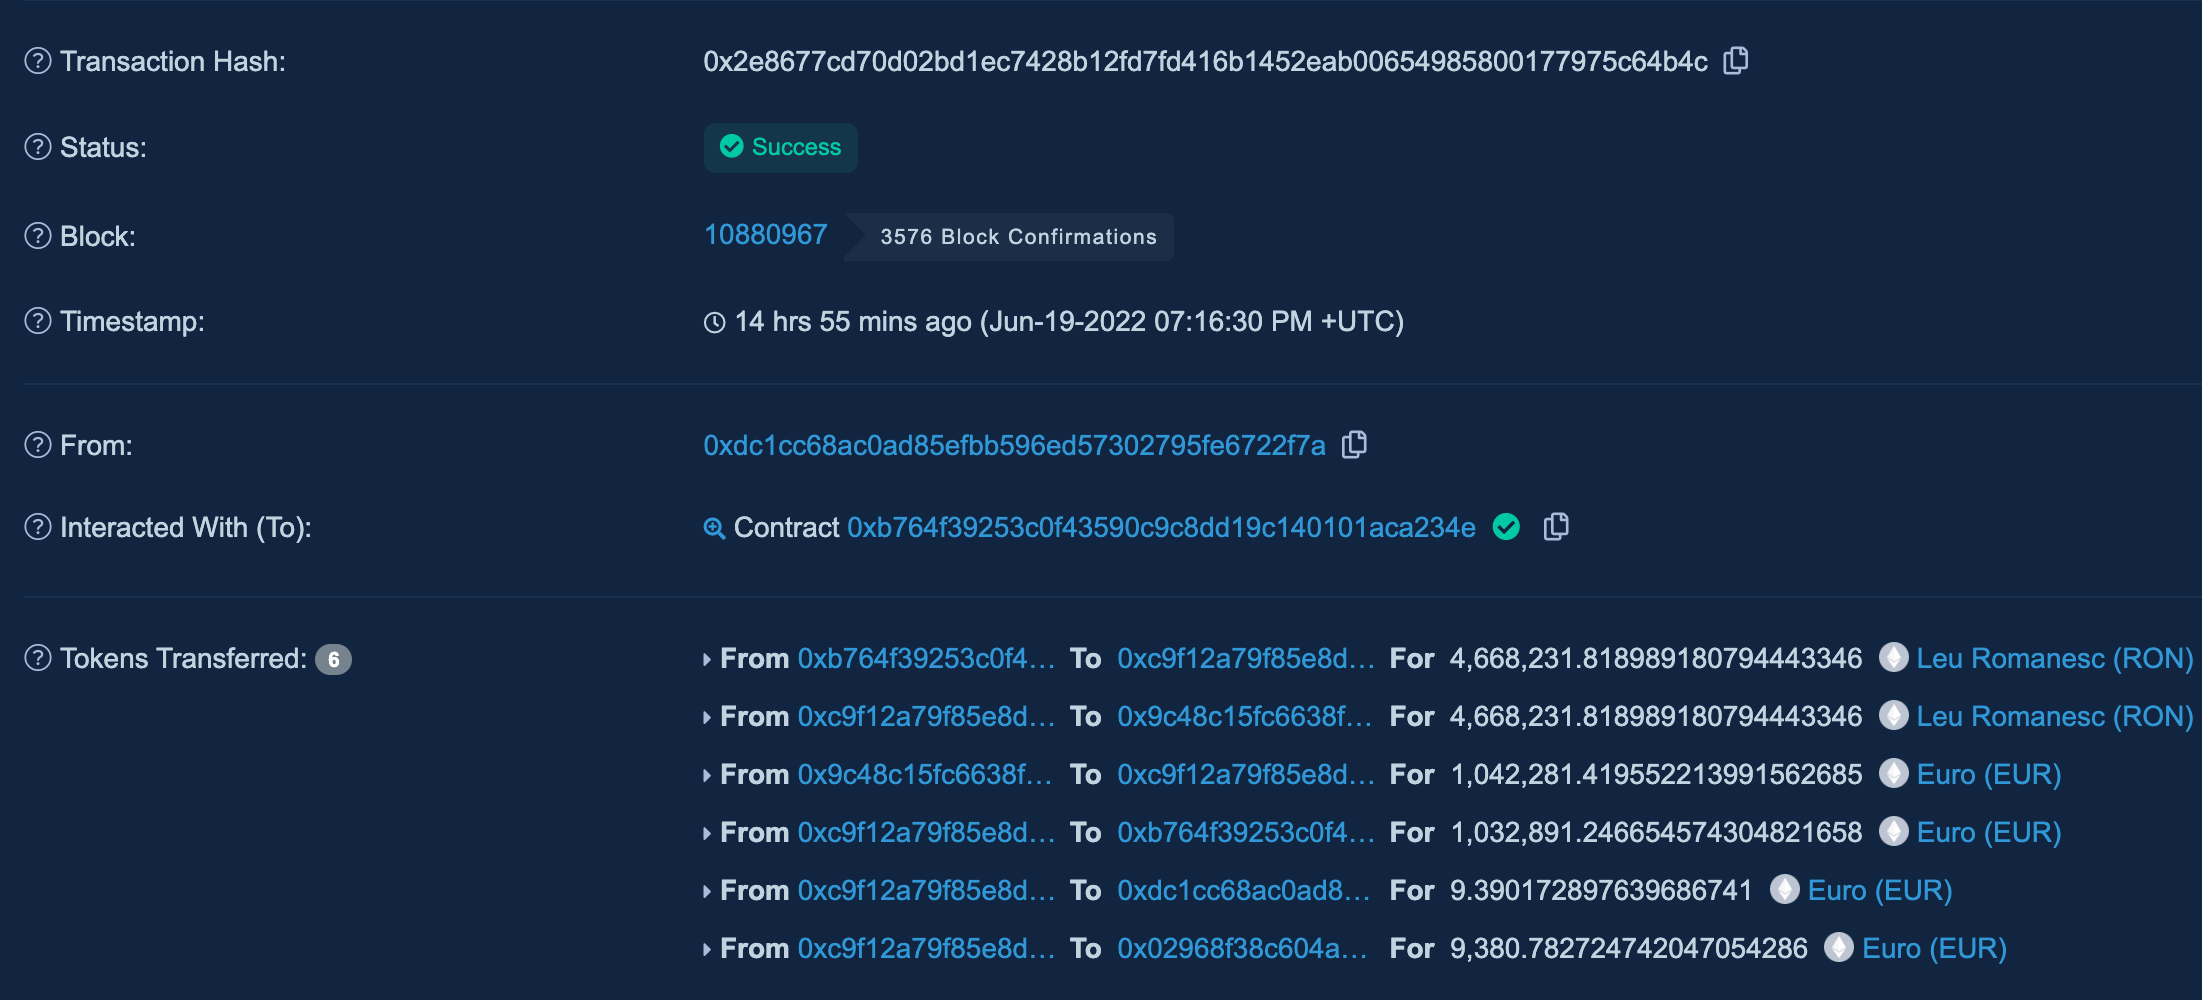 Transaction Hash: 0x2e8677cd70d02bd1ec7428b12fd7fd416b1452eab00654985800177975c64b4c
Status: Success
Block: 10880967 3576 Block Confirmations
Timestamp: 14 hrs 55 mins ago (Jun-19-2022 07:16:30 PM +UTC)
From: 0xdc1cc68ac0ad85efbb596ed57302795fe6722f7a
Interacted With (To): Contract 0xb764f39253c0f43590c9c8dd19c140101aca234e
Tokens Transferred: 6 From 0xb764f39253c0f4... To 0xc9f12a79f85e8d... For 4,668,231.818989180794443346 Leu Romanesc (RON)
From 0xc9f12a79f85e8d... To 0x9c48c15fc6638f... For 4,668,231.818989180794443346 Leu Romanesc (RON)
From 0x9c48c15fc6638f... To 0xc9f12a79f85e8d... For 1,042,281.419552213991562685 Euro (EUR)
From 0xc9f12a79f85e8d... To 0xb764f39253c0f4... For 1,032,891.246654574304821658 Euro (EUR)
From 0xc9f12a79f85e8d... To 0xdc1cc68ac0ad8... For 9.390172897639686741 Euro (EUR)
From 0xc9f12a79f85e8d... To 0x02968f38c604a... For 9,380.782724742047054286 Euro (EUR)